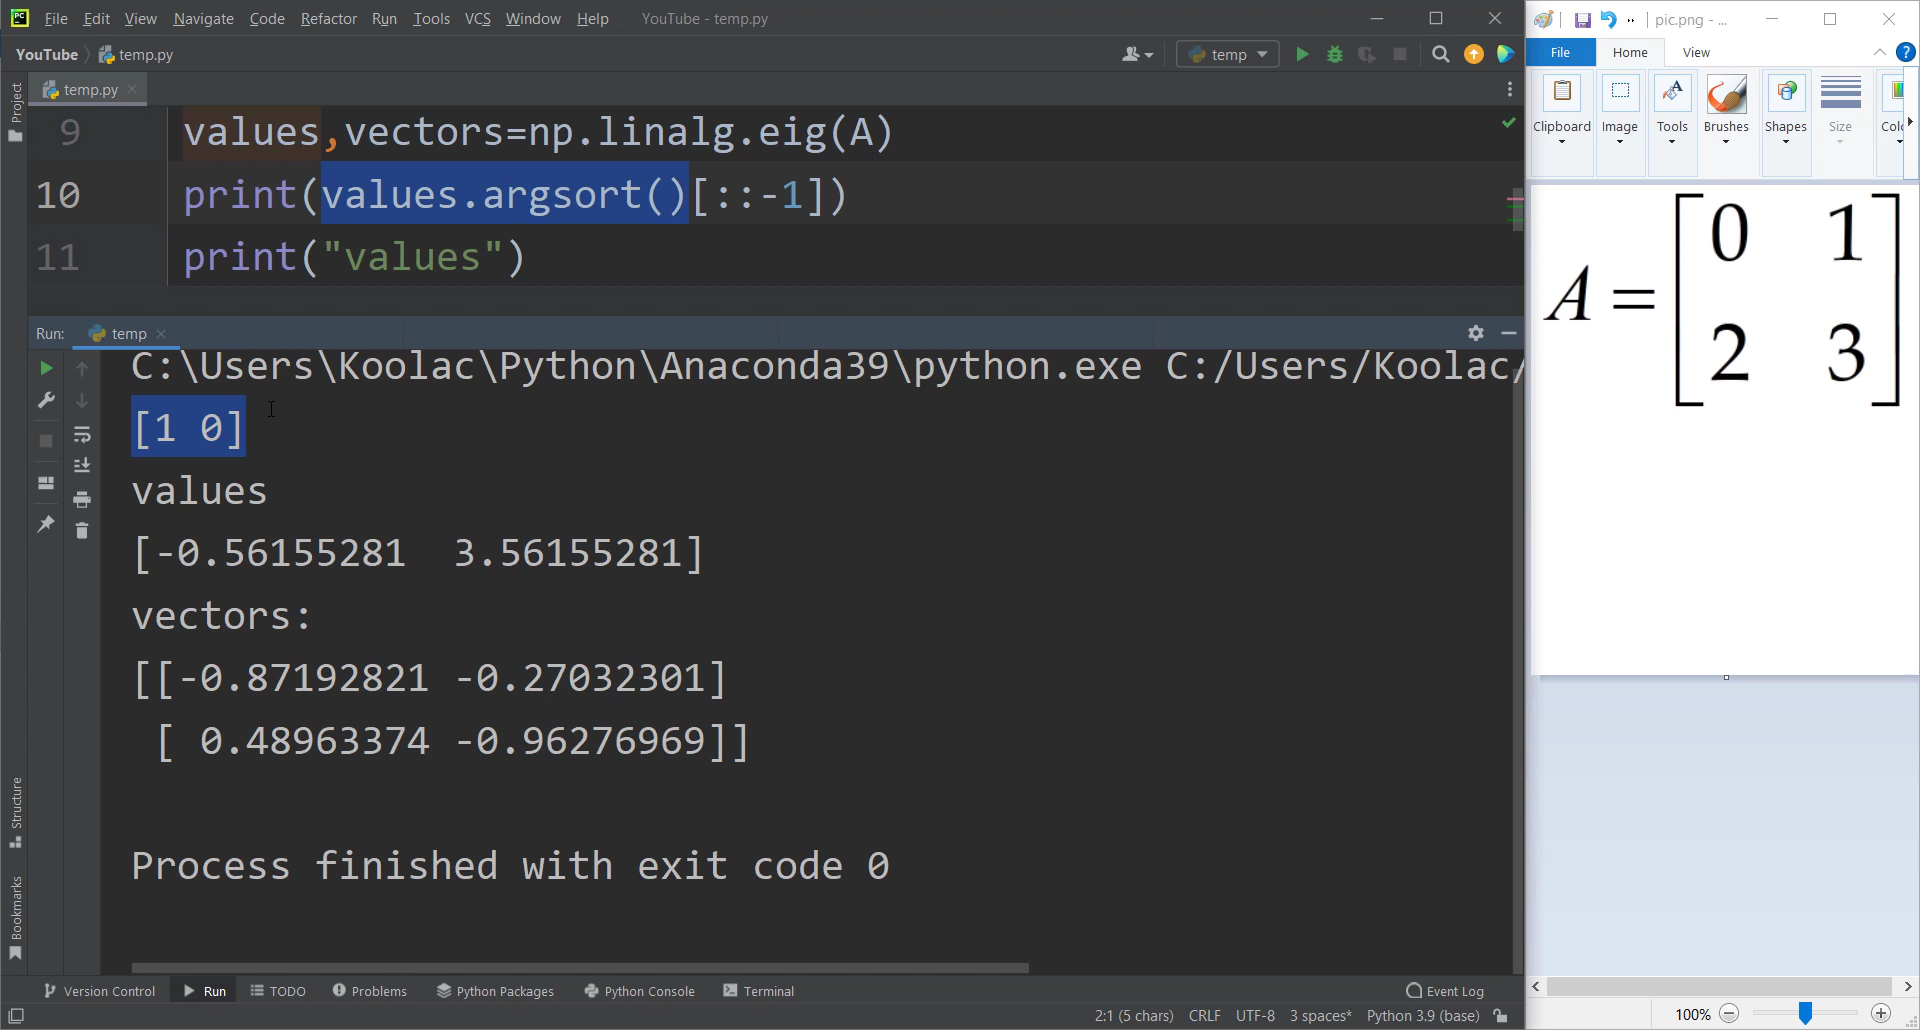 File Edit View Navigate Code Refactor Run Tools VCS Window Help YouTube - temp.py
YouTube temp.py
temp
Project
temp.py
9 values,vectors=np.linalg.eig(A)
10 print(values.argsort()[::-1])
11 print("values")
Run: temp
C:\Users\Koolac\Python\Anaconda39\python.exe C:/Users/Koolac/
[1 0]
values
[-0.56155281 3.56155281]
vectors:
[[-0.87192821 -0.27032301]
[ 0.48963374 -0.96276969]]
Process finished with exit code 0
Structure
Bookmarks
Version Control Run TODO Problems Python Packages Python Console Terminal Event Log
2:1 (5 chars) CRLF UTF-8 3 spaces* Python 3.9 (base)
pic.png - ...
File Home View
Clipboard Image Tools Brushes Shapes Size
A = [0 1
2 3]
100%